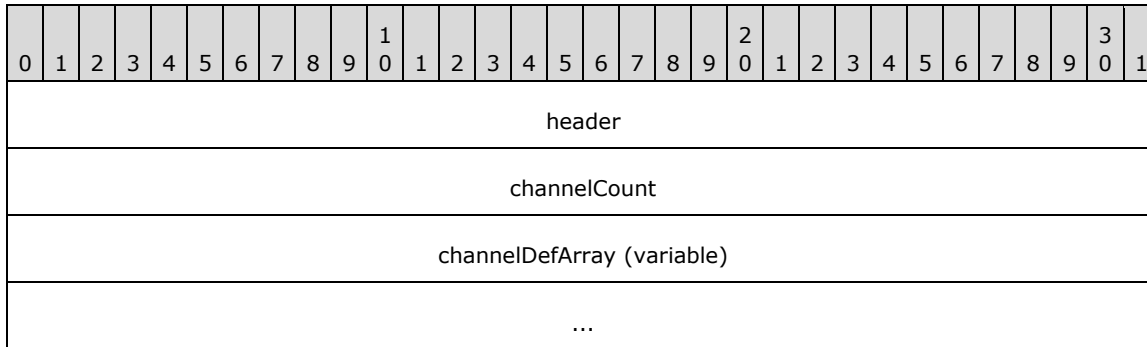 0 1 2 3 4 5 6 7 8 9 1 0 1 2 3 4 5 6 7 8 9 2 0 1 2 3 4 5 6 7 8 9 3 0 1
header
channelCount
channelDefArray (variable)
...